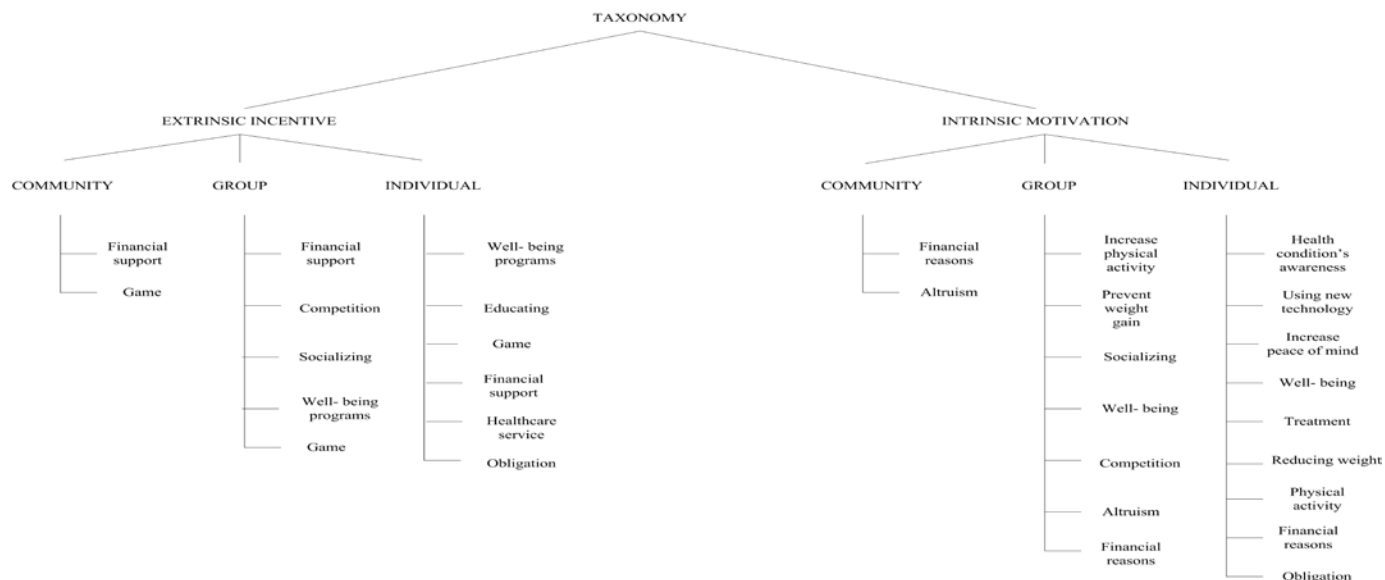 TAXONOMY
EXTRINSIC INCENTIVE
INTRINSIC MOTIVATION
COMMUNITY
GROUP
INDIVIDUAL
COMMUNITY
GROUP
INDIVIDUAL
Financial
support
Game
Financial
support
Competition
Socializing
Well- being
programs
Game
Well- being
programs
Educating
Game
Financial
support
Healthcare
service
Obligation
Financial
reasons
Altruism
Increase
physical
activity
Prevent
weight
gain
Socializing
Well- being
Competition
Altruism
Financial
reasons
Health
condition's
awareness
Using new
technology
Increase
peace of mind
Well- being
Treatment
Reducing weight
Physical
activity
Financial
reasons
Obligation